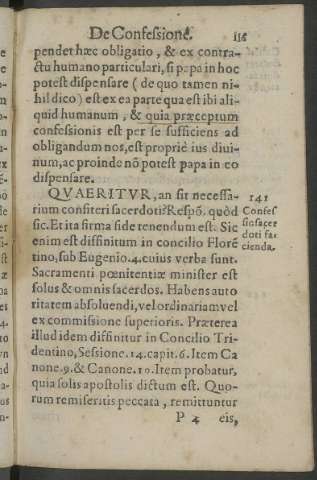 De Confessione. 116
pendet hæc obligatio, & ex contra-
ctu humano particulari, si papa in hoc
potest dispensare ( de quo tamen ni-
hil dico) est ex ea parte qua est ibi ali-
quid humanum, & quia præceptum
confessionis est per se sufficiens ad
obligandum nos, est propriè ius diui-
num, ac proinde nō potest papa in eo
dispensare.
QVAERITVR, an sit necessa-
rium confiteri sacerdoti? Respō. quòd
sic. Et ita firma fide tenendum est. Sic
enim est diffinitum in concilio Florē
tino, sub Eugenio. 4. cuius verba sunt.
Sacramenti pœnitentiæ minister est
solus & omnis sacerdos. Habens auto
ritatem absoluendi, vel ordinariam vel
ex commissione superioris. Præterea
illud idem diffinitur in Concilio Tri-
dentino, Sessione. 14. capit. 6. Item Ca
none. 9. & Canone. 10. Item probatur,
quia solis apostolis dictum est. Quo-
rum remiseritis peccata, remittuntur
P 4 eis,
141
Confes
sio sacer
doti fa-
cienda.